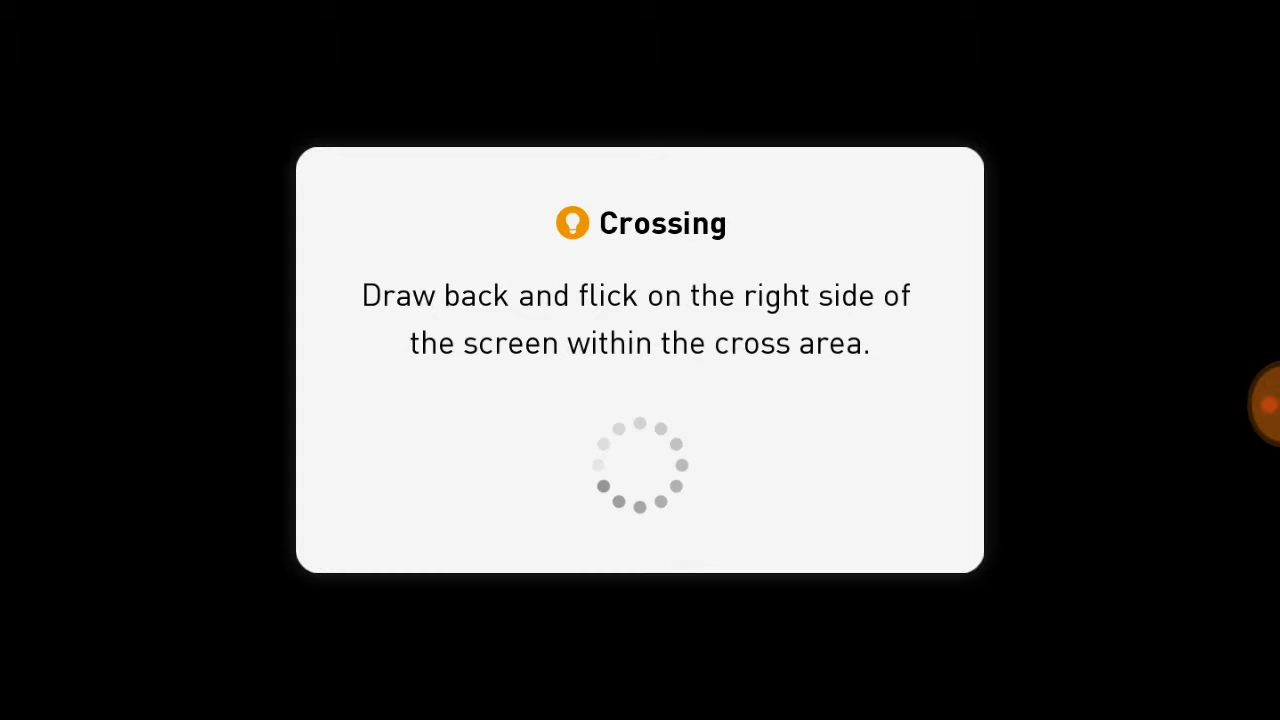 Crossing
Draw back and flick on the right side of
the screen within the cross area.